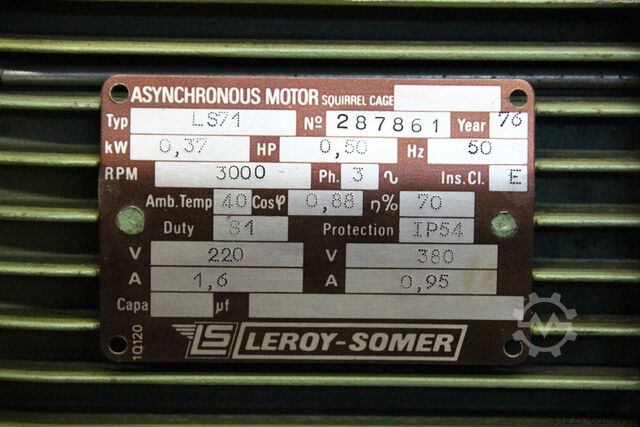 ASYNCHRONOUS MOTOR SQUIRREL CAGE
Typ LS71 Nº 287861 Year 76
kW 0,37 HP 0,50 Hz 50
RPM 3000 Ph. 3 ∿ Ins.Cl. E
Amb.Temp 40 Cosφ 0,88 η% 70
Duty S1 Protection IP54
V 220 V 380
A 1,6 A 0,95
Capa µf
1Q120
LS LEROY-SOMER